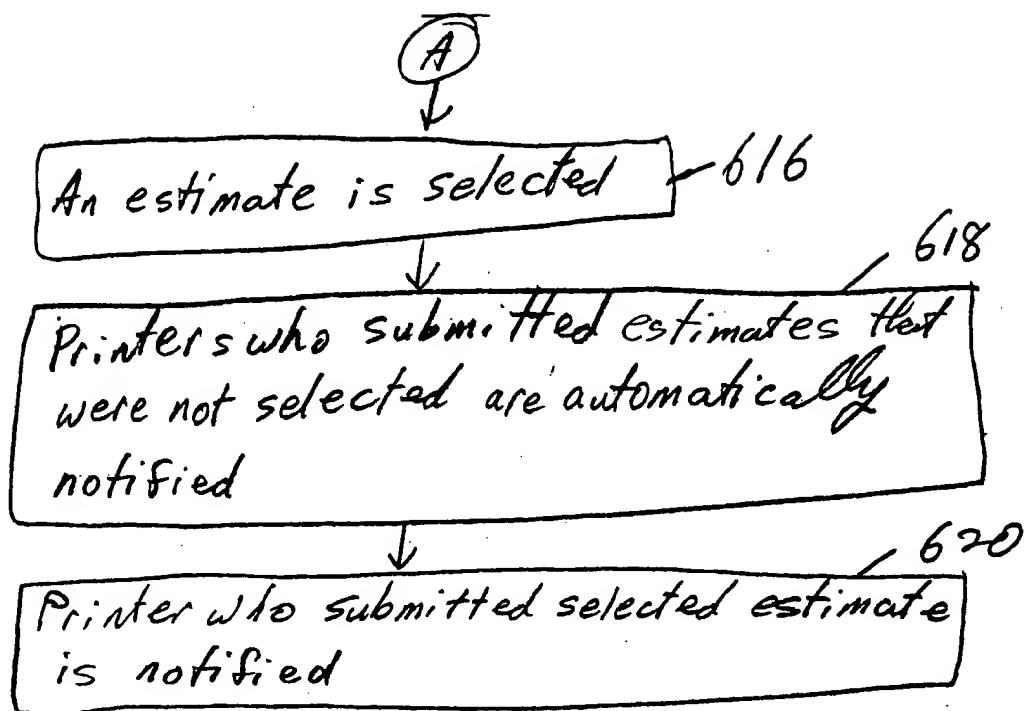 A
An estimate is selected
616
618
Printers who submitted estimates that
were not selected are automatically
notified
620
Printer who submitted selected estimate
is notified